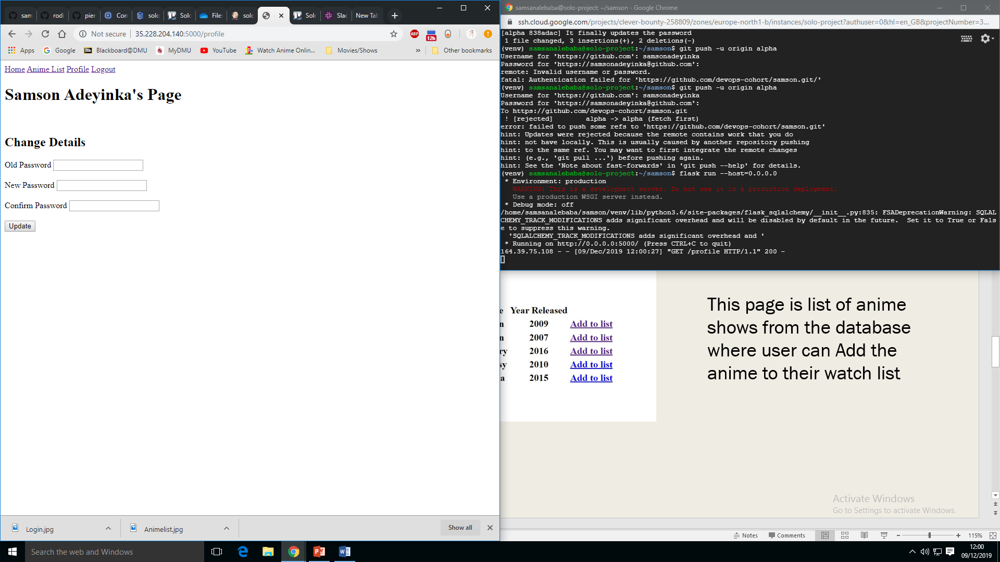 sam
rodi
pier
Con
solo
Solo
File
solo
Solo
Slac
New Tab
Not secure
35.228.204.140:5000/profile
ABP
12h
Apps
Google
Bb
Blackboard@DMU
MyDMU
YouTube
Watch Anime Onlin...
Movies/Shows
»
Other bookmarks
Home Anime List Profile Logout
Samson Adeyinka's Page
Change Details
Old Password
New Password
Confirm Password
Update
Login.jpg
Animelist.jpg
Show all
samsanalebaba@solo-project: ~/samson - Google Chrome
ssh.cloud.google.com/projects/clever-bounty-258809/zones/europe-north1-b/instances/solo-project?authuser=0&hl=en_GB&projectNumber=3...
[alpha 838adac] It finally updates the password
1 file changed, 3 insertions(+), 2 deletions(-)
(venv) samsanalebaba@solo-project:~/samson$ git push -u origin alpha
Username for 'https://github.com': samsonadeyinka
Password for 'https://samsonadeyinka@github.com':
remote: Invalid username or password.
fatal: Authentication failed for 'https://github.com/devops-cohort/samson.git/'
(venv) samsanalebaba@solo-project:~/samson$ git push -u origin alpha
Username for 'https://github.com': samsonadeyinka
Password for 'https://samsonadeyinka@github.com':
To https://github.com/devops-cohort/samson.git
! [rejected]        alpha -> alpha (fetch first)
error: failed to push some refs to 'https://github.com/devops-cohort/samson.git'
hint: Updates were rejected because the remote contains work that you do
hint: not have locally. This is usually caused by another repository pushing
hint: to the same ref. You may want to first integrate the remote changes
hint: (e.g., 'git pull ...') before pushing again.
hint: See the 'Note about fast-forwards' in 'git push --help' for details.
(venv) samsanalebaba@solo-project:~/samson$ flask run --host=0.0.0.0
* Environment: production
WARNING: This is a development server. Do not use it in a production deployment.
Use a production WSGI server instead.
* Debug mode: off
/home/samsanalebaba/samson/venv/lib/python3.6/site-packages/flask_sqlalchemy/__init__.py:835: FSADeprecationWarning: SQLAL
CHEMY_TRACK_MODIFICATIONS adds significant overhead and will be disabled by default in the future.  Set it to True or Fals
e to suppress this warning.
'SQLALCHEMY_TRACK_MODIFICATIONS adds significant overhead and '
* Running on http://0.0.0.0:5000/ (Press CTRL+C to quit)
164.39.75.108 - - [09/Dec/2019 12:00:27] "GET /profile HTTP/1.1" 200 -
e Year Released
n 2009 Add to list
n 2007 Add to list
ry 2016 Add to list
sy 2010 Add to list
a 2015 Add to list
This page is list of anime
shows from the database
where user can Add the
anime to their watch list
Activate Windows
Go to Settings to activate Windows.
Notes
Comments
115%
Search the web and Windows
12:00
09/12/2019